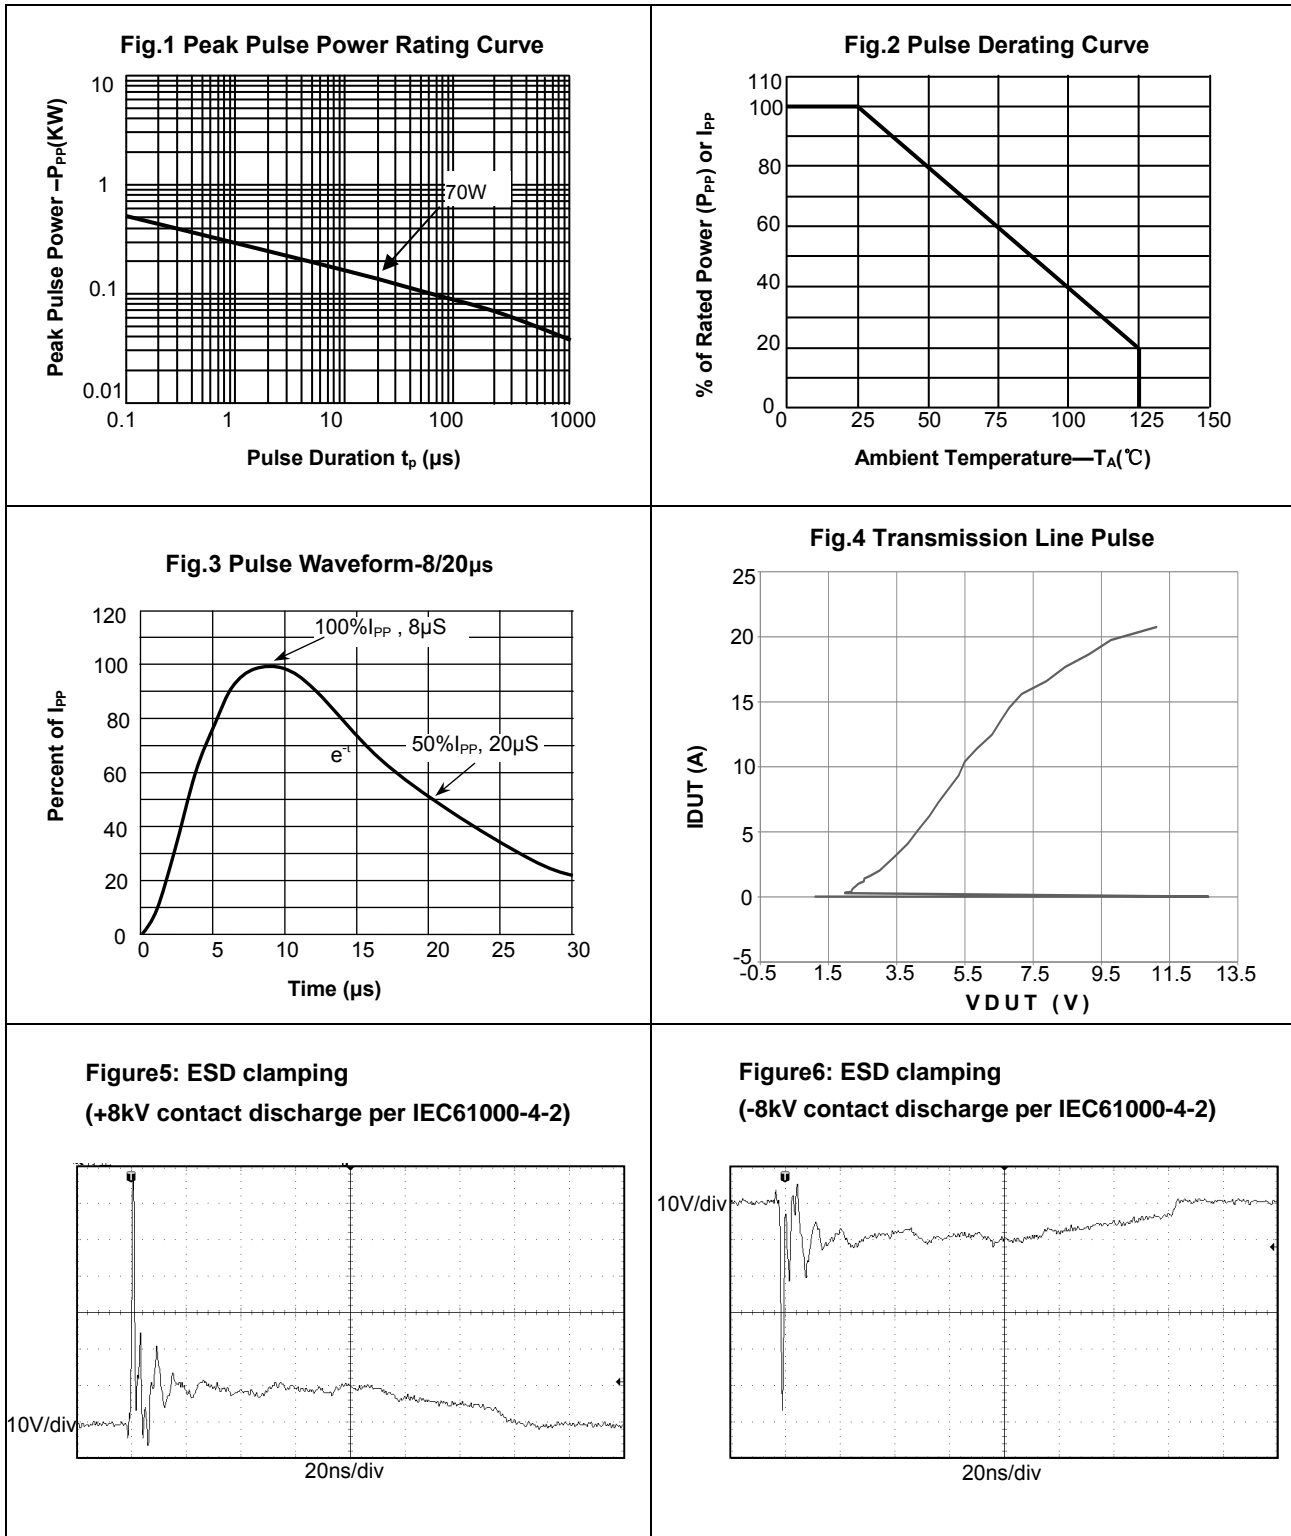 Fig.1 Peak Pulse Power Rating Curve
Peak Pulse Power –PPP(KW)
10
1
0.1
0.01
70W
0.1 1 10 100 1000
Pulse Duration tp (µs)
Fig.2 Pulse Derating Curve
% of Rated Power (PPP) or IPP
110
100
80
60
40
20
0
0 25 50 75 100 125 150
Ambient Temperature—TA(℃)
Fig.3 Pulse Waveform-8/20µs
Percent of IPP
120
100
80
60
40
20
0
100%IPP , 8µS
e-t
50%IPP, 20µS
0 5 10 15 20 25 30
Time (µs)
Fig.4 Transmission Line Pulse
IDUT (A)
25
20
15
10
5
0
-5
-0.5 1.5 3.5 5.5 7.5 9.5 11.5 13.5
VDUT (V)
Figure5: ESD clamping
(+8kV contact discharge per IEC61000-4-2)
T
10V/div
20ns/div
Figure6: ESD clamping
(-8kV contact discharge per IEC61000-4-2)
T
10V/div
20ns/div